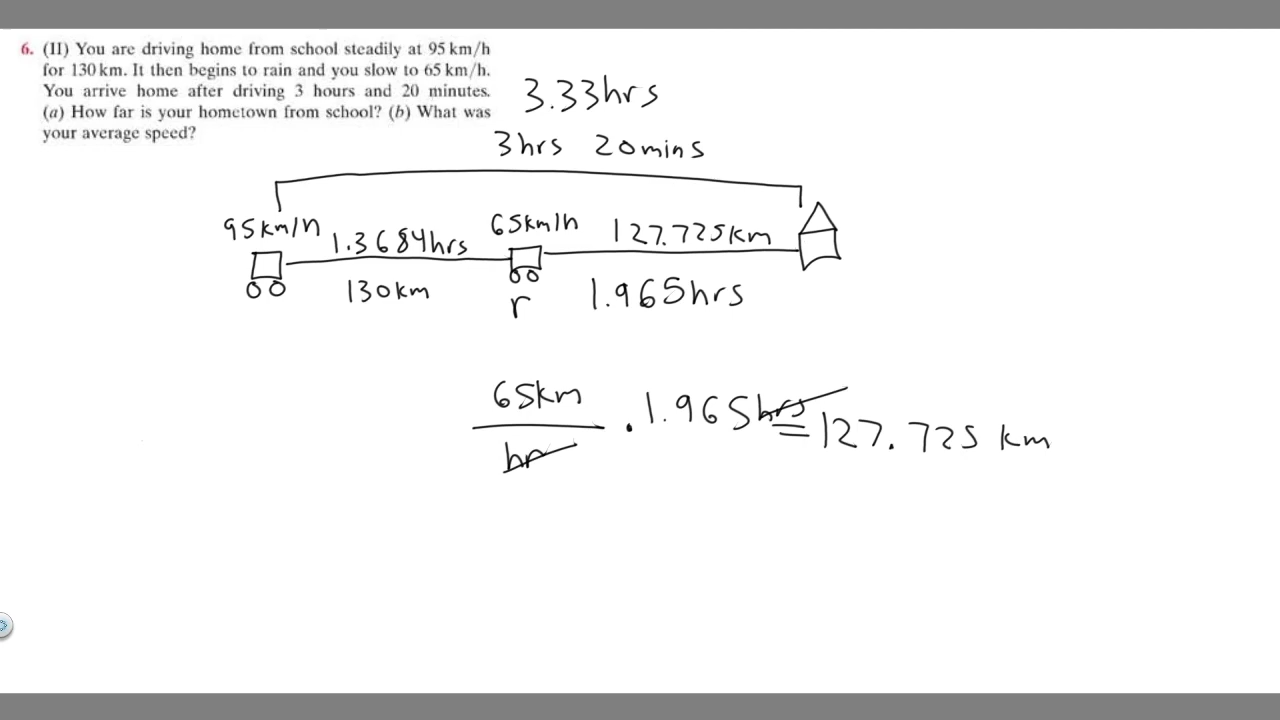 6. (II) You are driving home from school steadily at 95 km/h
for 130 km. It then begins to rain and you slow to 65 km/h.
You arrive home after driving 3 hours and 20 minutes.
(a) How far is your hometown from school? (b) What was
your average speed?
3.33hrs
3hrs 20mins
95km/h 1.3684hrs 65km/h 127.725km
130km r 1.965hrs
65km
hr
. 1.965hrs = 127.725 km